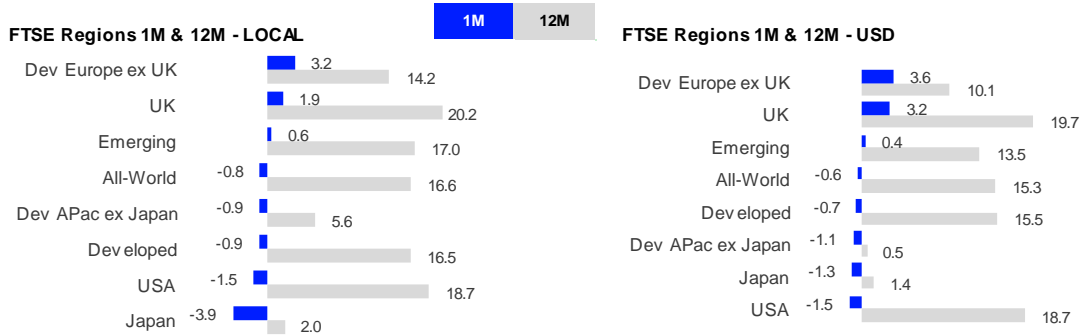 1M 12M
FTSE Regions 1M & 12M - LOCAL
Dev Europe ex UK 3.2 14.2
UK 1.9 20.2
Emerging 0.6 17.0
All-World -0.8 16.6
Dev APac ex Japan -0.9 5.6
Developed -0.9 16.5
USA -1.5 18.7
Japan -3.9 2.0
FTSE Regions 1M & 12M - USD
Dev Europe ex UK 3.6 10.1
UK 3.2 19.7
Emerging 0.4 13.5
All-World -0.6 15.3
Developed -0.7 15.5
Dev APac ex Japan -1.1 0.5
Japan -1.3 1.4
USA -1.5 18.7